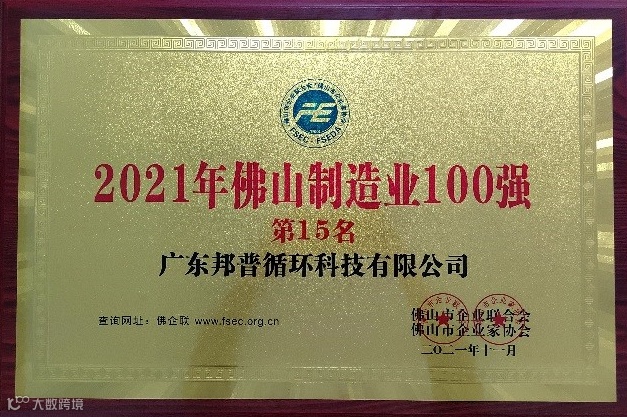 FSEC · FSEDA
2021年佛山制造业100强
第15名
广东邦普循环科技有限公司
查询网址：佛企联 www.fsec.org.cn
佛山市企业联合会
佛山市企业家协会
二〇二一年十一月
大数跨境